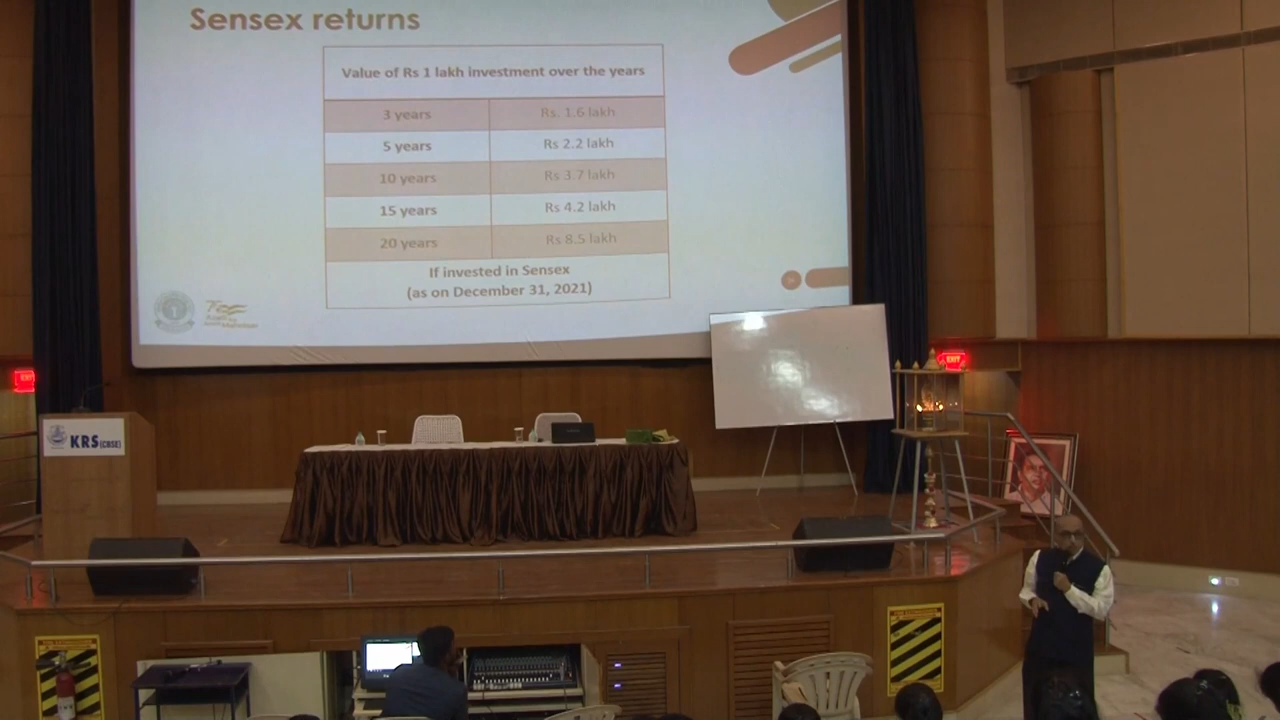 Sensex returns
Value of Rs 1 lakh investment over the years
3 years Rs. 1.6 lakh
5 years Rs 2.2 lakh
10 years Rs 3.7 lakh
15 years Rs 4.2 lakh
20 years Rs 8.5 lakh
If invested in Sensex
(as on December 31, 2021)
EXIT
EXIT
KRS (CBSE)